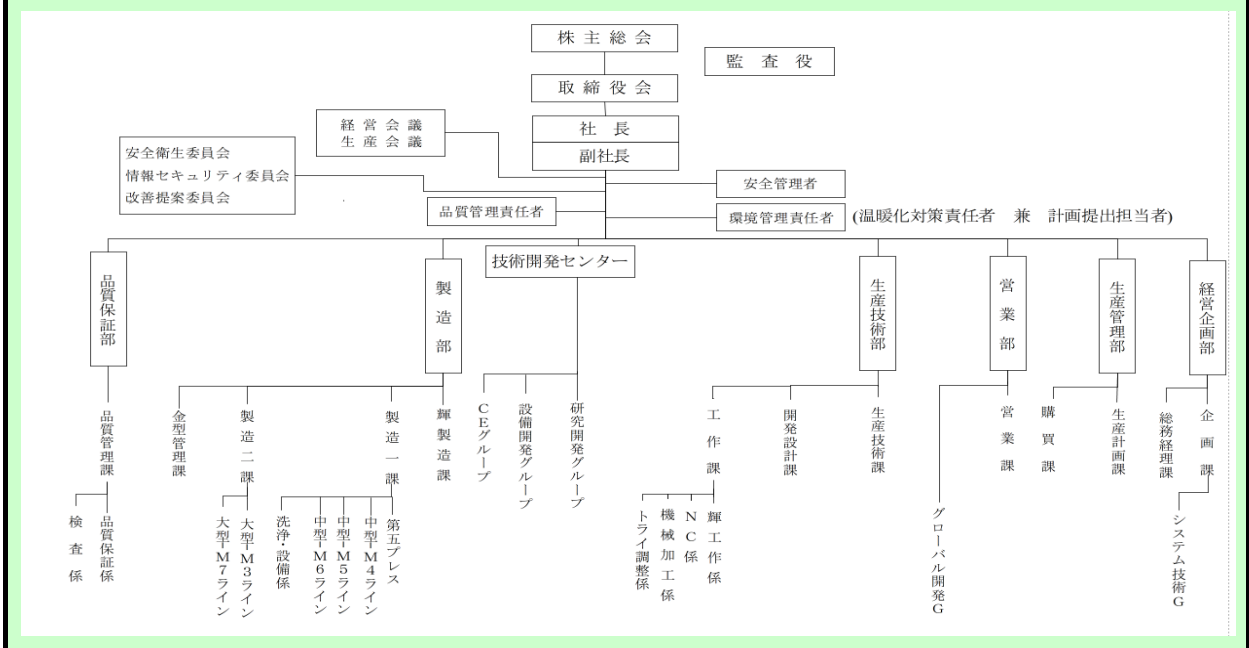 株主総会
監査役
取締役会
経営会議
生産会議
社長
副社長
安全衛生委員会
情報セキュリティ委員会
改善提案委員会
安全管理者
品質管理責任者
環境管理責任者 (温暖化対策責任者 兼 計画提出担当者)
品質保証部
製造部
技術開発センター
生産技術部
営業部
生産管理部
経営企画部
品質管理課
金型管理課
製造二課
製造一課
輝製造課
CEグループ
設備開発グループ
研究開発グループ
工作課
開発設計課
生産技術課
グローバル開発G
営業課
購買課
生産計画課
総務経理課
企画課
検査係
品質保証係
大型-M7ライン
大型-M3ライン
洗浄・設備係
中型-M6ライン
中型-M5ライン
中型-M4ライン
第五プレス
トライ調整係
機械加工係
NC係
輝工作係
システム技術G